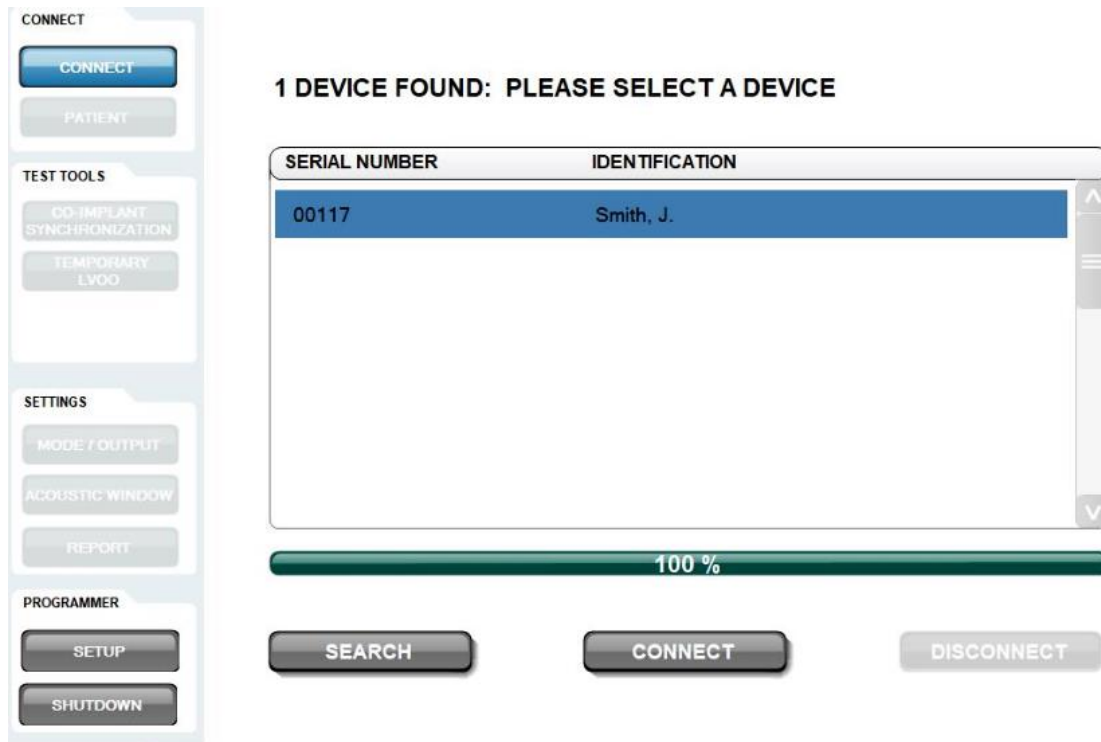 CONNECT
CONNECT
PATIENT
TEST TOOLS
CO-IMPLANT
SYNCHRONIZATION
TEMPORARY
LVOO
SETTINGS
MODE / OUTPUT
ACOUSTIC WINDOW
REPORT
PROGRAMMER
SETUP
SHUTDOWN
1 DEVICE FOUND: PLEASE SELECT A DEVICE
SERIAL NUMBER IDENTIFICATION
00117 Smith, J.
100 %
SEARCH CONNECT DISCONNECT